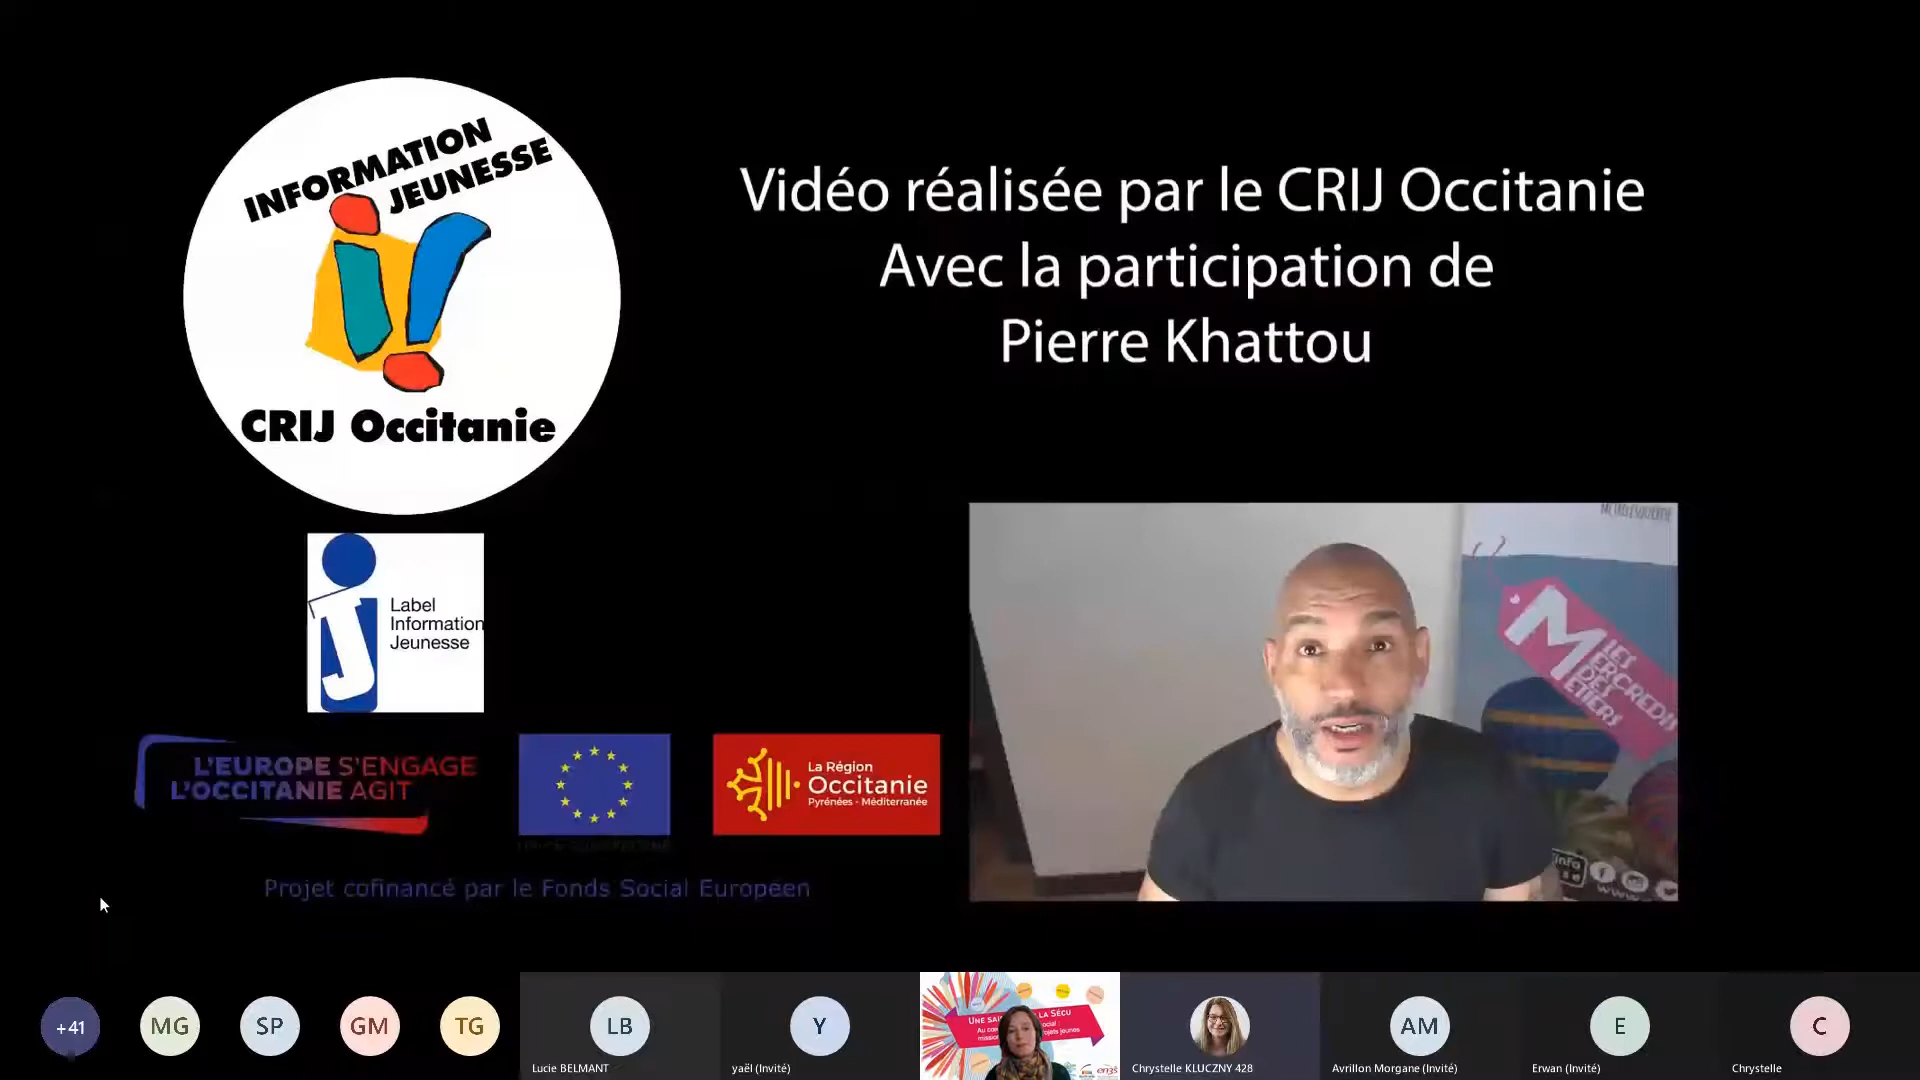 INFORMATION
JEUNESSE
CRIJ Occitanie
Vidéo réalisée par le CRIJ Occitanie
Avec la participation de
Pierre Khattou
Label
Information
Jeunesse
L'EUROPE S'ENGAGE
L'OCCITANIE AGIT
La Région
Occitanie
Pyrénées - Méditerranée
Projet cofinancé par le Fonds Social Européen
LES
MERCREDIS
DES
MÉTIERS
+41
MG
SP
GM
TG
LB
Lucie BELMANT
Y
yaël (Invité)
Chrystelle KLUCZNY 428
AM
Avrillon Morgane (Invité)
E
Erwan (Invité)
C
Chrystelle